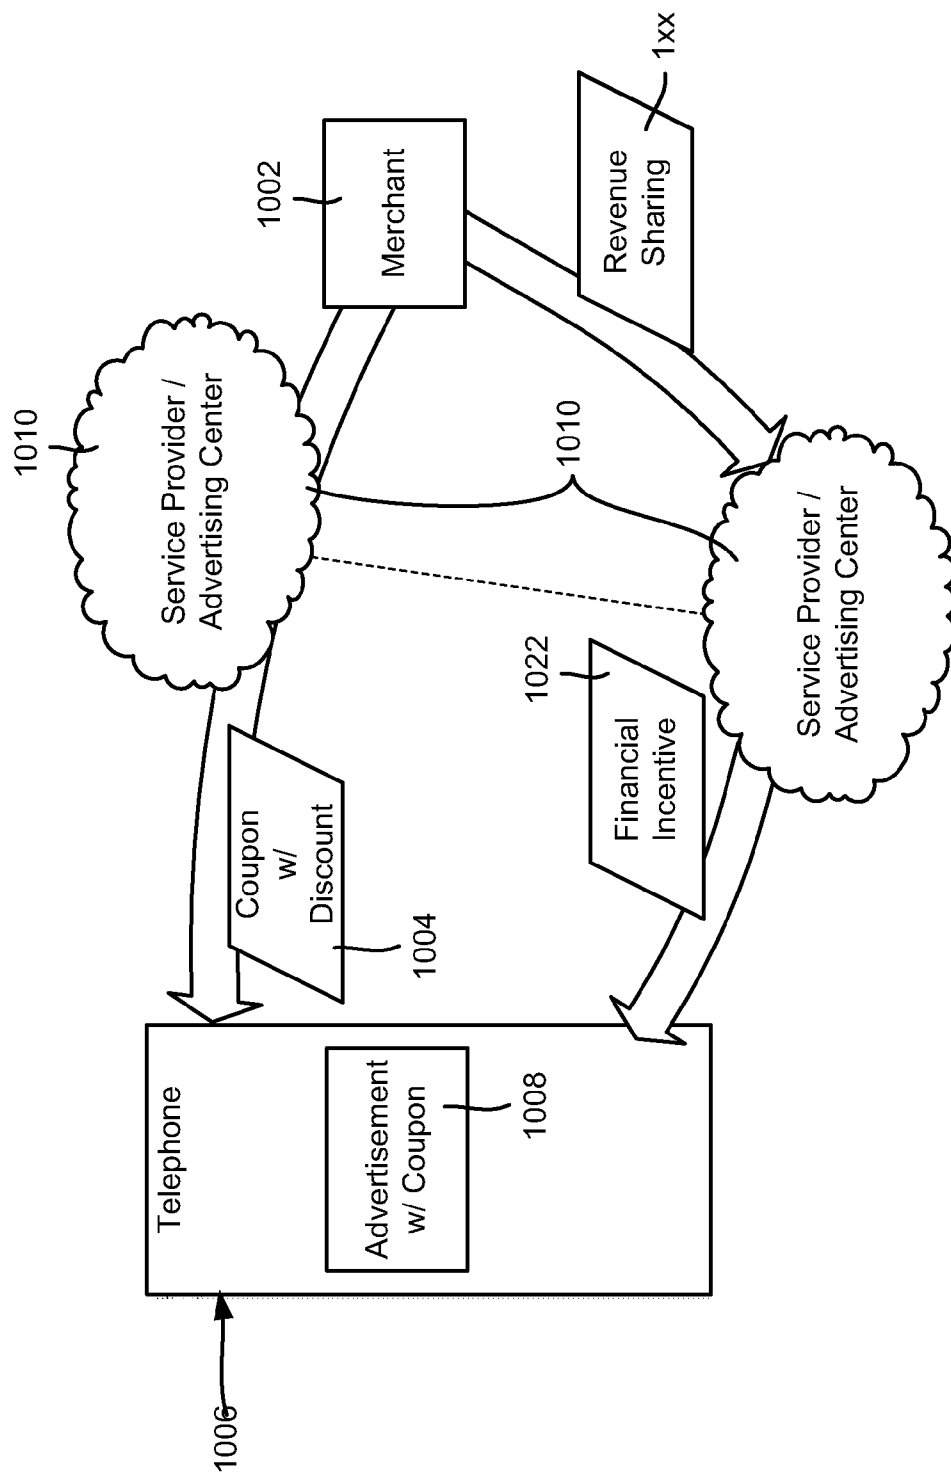 1006
Telephone
Advertisement
w/ Coupon
1008
Coupon
w/
Discount
1004
1010
Service Provider /
Advertising Center
1002
Merchant
1010
Financial
Incentive
1022
Service Provider /
Advertising Center
Revenue
Sharing
1xx